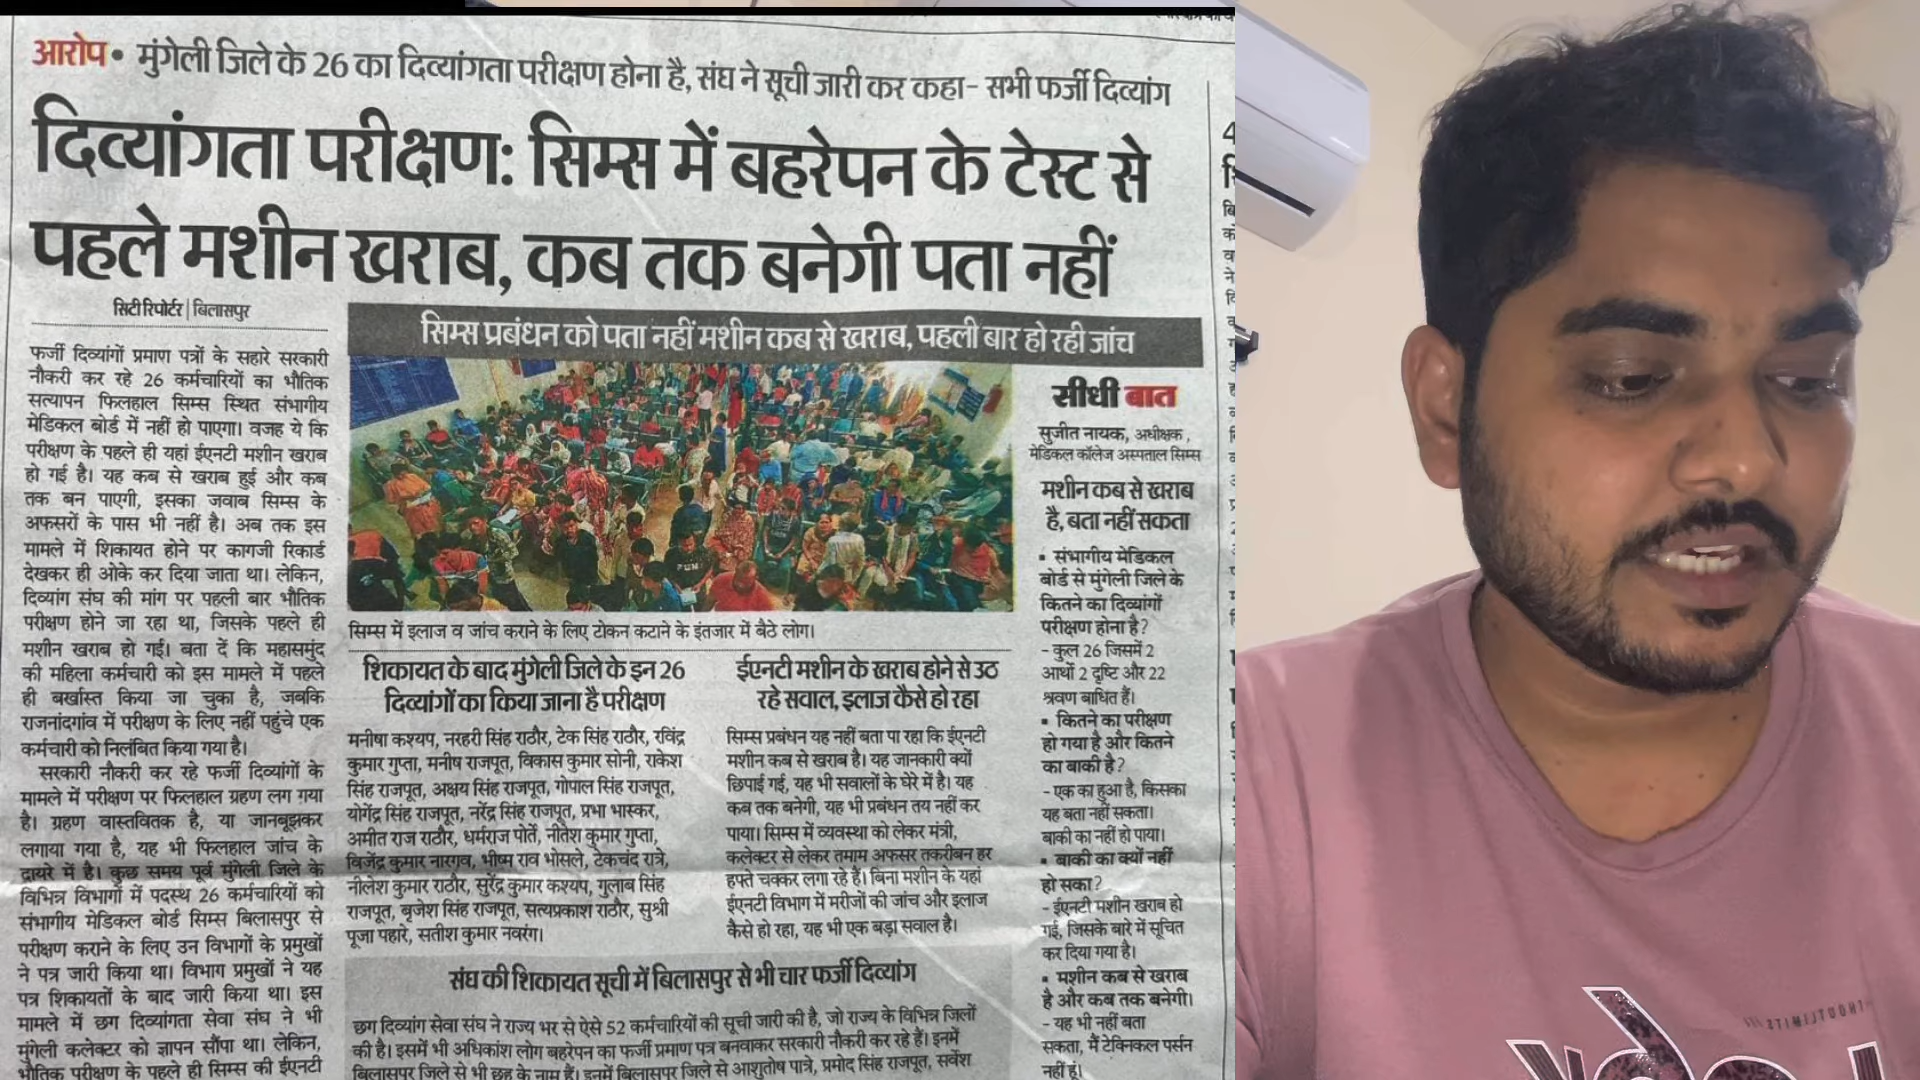 आरोप• मुंगेली जिले के 26 का दिव्यांगता परीक्षण होना है, संघ ने सूची जारी कर कहा- सभी फर्जी दिव्यांग
दिव्यांगता परीक्षण: सिम्स में बहरेपन के टेस्ट से
पहले मशीन खराब, कब तक बनेगी पता नहीं
सिटी रिपोर्टर | बिलासपुर
फर्जी दिव्यांगों प्रमाण पत्रों के सहारे सरकारी
नौकरी कर रहे 26 कर्मचारियों का भौतिक
सत्यापन फिलहाल सिम्स स्थित संभागीय
मेडिकल बोर्ड में नहीं हो पाएगा। वजह ये कि
परीक्षण के पहले ही यहां ईएनटी मशीन खराब
हो गई है। यह कब से खराब हुई और कब
तक बन पाएगी, इसका जवाब सिम्स के
अफसरों के पास भी नहीं है। अब तक इस
मामले में शिकायत होने पर कागजी रिकार्ड
देखकर ही ओके कर दिया जाता था। लेकिन,
दिव्यांग संघ की मांग पर पहली बार भौतिक
परीक्षण होने जा रहा था, जिसके पहले ही
मशीन खराब हो गई। बता दें कि महासमुंद
की महिला कर्मचारी को इस मामले में पहले
ही बर्खास्त किया जा चुका है, जबकि
राजनांदगांव में परीक्षण के लिए नहीं पहुंचे एक
कर्मचारी को निलंबित किया गया है।
सरकारी नौकरी कर रहे फर्जी दिव्यांगों के
मामले में परीक्षण पर फिलहाल ग्रहण लग गया
है। ग्रहण वास्तवितक है, या जानबूझकर
लगाया गया है, यह भी फिलहाल जांच के
दायरे में है। कुछ समय पूर्व मुंगेली जिले के
विभिन्न विभागों में पदस्थ 26 कर्मचारियों को
संभागीय मेडिकल बोर्ड सिम्स बिलासपुर से
परीक्षण कराने के लिए उन विभागों के प्रमुखों
ने पत्र जारी किया था। विभाग प्रमुखों ने यह
पत्र शिकायतों के बाद जारी किया था। इस
मामले में छग दिव्यांगता सेवा संघ ने भी
मुंगेली कलेक्टर को ज्ञापन सौंपा था। लेकिन,
भौतिक परीक्षण के पहले ही सिम्स की ईएनटी
सिम्स प्रबंधन को पता नहीं मशीन कब से खराब, पहली बार हो रही जांच
सिम्स में इलाज व जांच कराने के लिए टोकन कटाने के इंतजार में बैठे लोग।
शिकायत के बाद मुंगेली जिले के इन 26
दिव्यांगों का किया जाना है परीक्षण
मनीषा कश्यप, नरहरी सिंह राठौर, टेक सिंह राठौर, रविंद्र
कुमार गुप्ता, मनीष राजपूत, विकास कुमार सोनी, राकेश
सिंह राजपूत, अक्षय सिंह राजपूत, गोपाल सिंह राजपूत,
योगेंद्र सिंह राजपूत, नरेंद्र सिंह राजपूत, प्रभा भास्कर,
अमीत राज राठौर, धर्मराज पोर्ते, नीतेश कुमार गुप्ता,
बिजेंद्र कुमार नारगव, भीष्म राव भोसले, टेकचंद रात्रे,
नीलेश कुमार राठौर, सुरेंद्र कुमार कश्यप, गुलाब सिंह
राजपूत, बृजेश सिंह राजपूत, सत्यप्रकाश राठौर, सुश्री
पूजा पहारे, सतीश कुमार नवरंग।
ईएनटी मशीन के खराब होने से उठ
रहे सवाल, इलाज कैसे हो रहा
सिम्स प्रबंधन यह नहीं बता पा रहा कि ईएनटी
मशीन कब से खराब है। यह जानकारी क्यों
छिपाई गई, यह भी सवालों के घेरे में है। यह
कब तक बनेगी, यह भी प्रबंधन तय नहीं कर
पाया। सिम्स में व्यवस्था को लेकर मंत्री,
कलेक्टर से लेकर तमाम अफसर तकरीबन हर
हफ्ते चक्कर लगा रहे हैं। बिना मशीन के यहां
ईएनटी विभाग में मरीजों की जांच और इलाज
कैसे हो रहा, यह भी एक बड़ा सवाल है।
संघ की शिकायत सूची में बिलासपुर से भी चार फर्जी दिव्यांग
छग दिव्यांग सेवा संघ ने राज्य भर से ऐसे 52 कर्मचारियों की सूची जारी की है, जो राज्य के विभिन्न जिलों
की है। इसमें भी अधिकांश लोग बहरेपन का फर्जी प्रमाण पत्र बनवाकर सरकारी नौकरी कर रहे हैं। इनमें
बिलासपुर जिले से भी छह के नाम हैं। इनमें बिलासपुर जिले से आशुतोष पात्रे, प्रमोद सिंह राजपूत, सर्वेश
सीधी बात
सुजीत नायक, अधीक्षक,
मेडिकल कॉलेज अस्पताल सिम्स
मशीन कब से खराब
है, बता नहीं सकता
▪ संभागीय मेडिकल
बोर्ड से मुंगेली जिले के
कितने का दिव्यांगों
परीक्षण होना है?
- कुल 26 जिसमें 2
आर्थो 2 दृष्टि और 22
श्रवण बाधित हैं।
▪ कितने का परीक्षण
हो गया है और कितने
का बाकी है?
- एक का हुआ है, किसका
यह बता नहीं सकता।
बाकी का नहीं हो पाया।
▪ बाकी का क्यों नहीं
हो सका?
- ईएनटी मशीन खराब हो
गई, जिसके बारे में सूचित
कर दिया गया है।
▪ मशीन कब से खराब
है और कब तक बनेगी।
- यह भी नहीं बता
सकता, मैं टेक्निकल पर्सन
नहीं हूं।